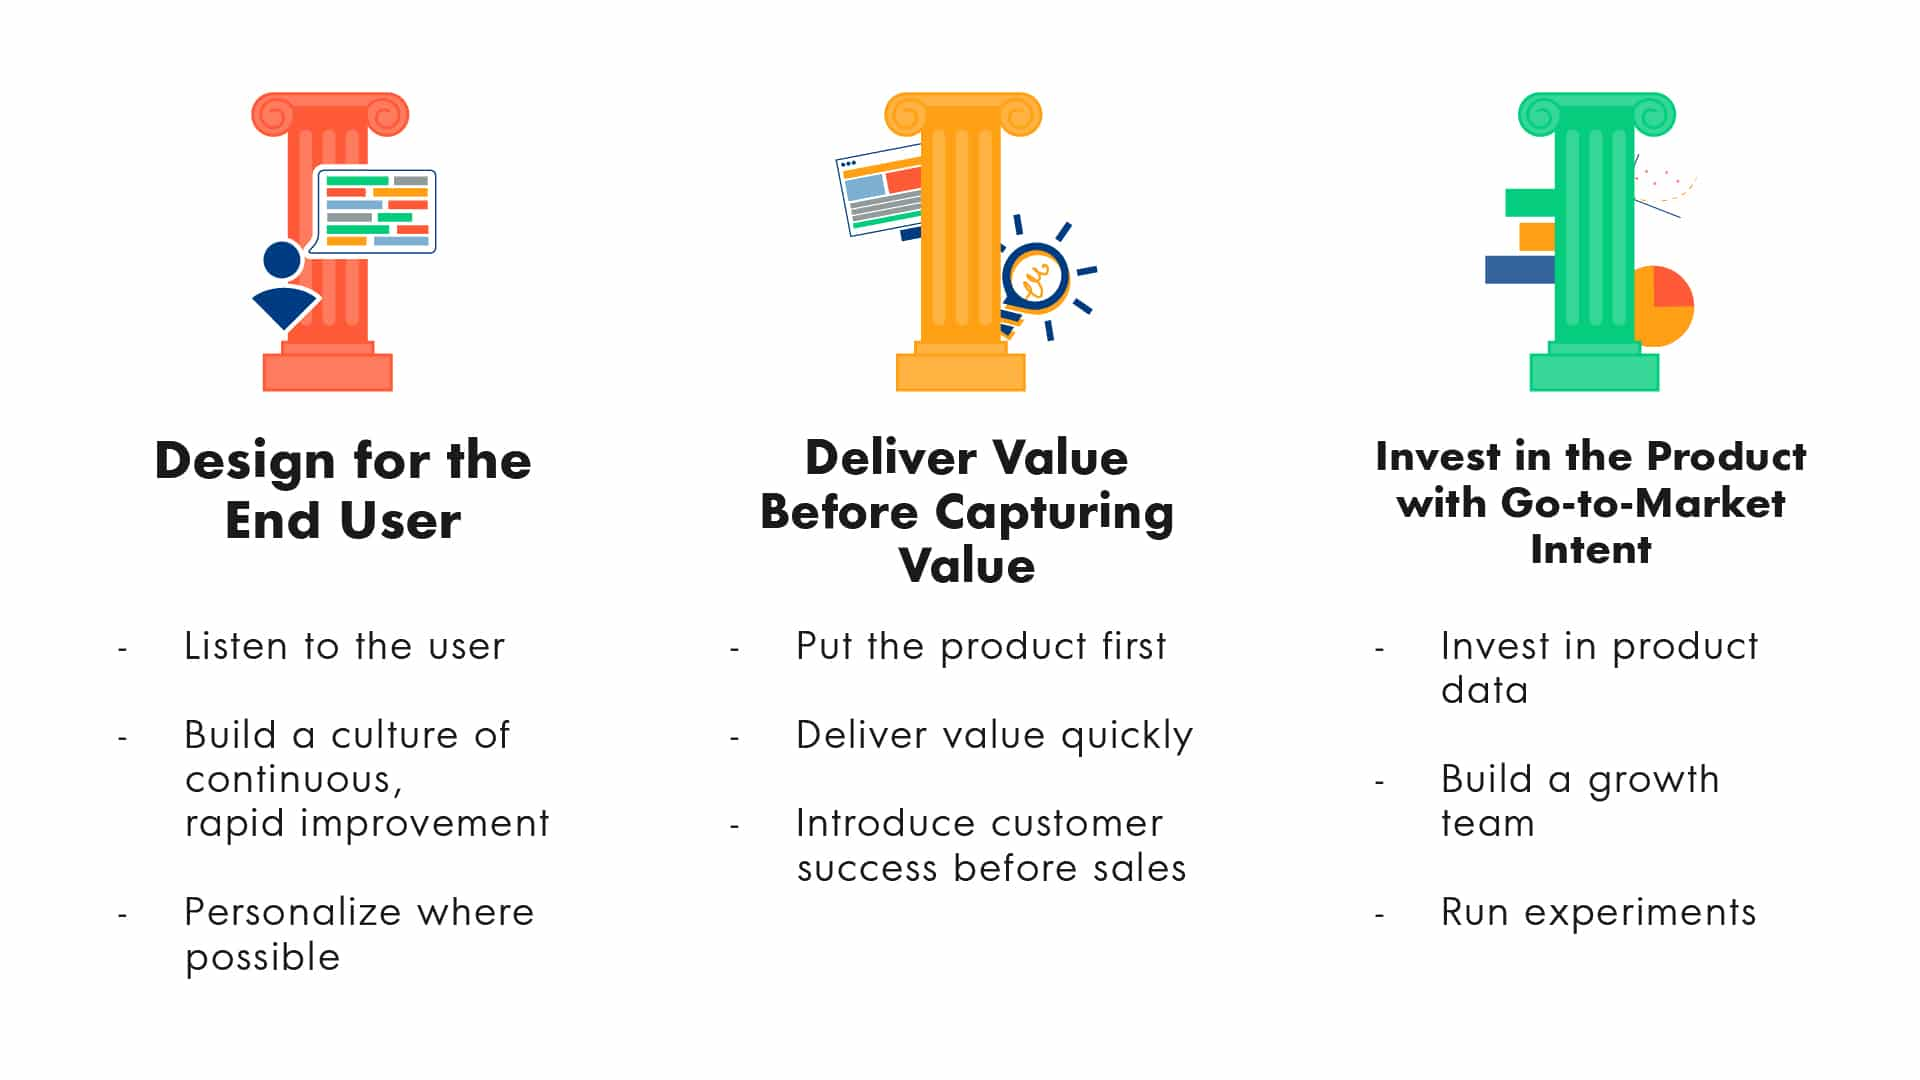 Design for the
End User
- Listen to the user
- Build a culture of
continuous,
rapid improvement
- Personalize where
possible
Deliver Value
Before Capturing
Value
- Put the product first
- Deliver value quickly
- Introduce customer
success before sales
Invest in the Product
with Go-to-Market
Intent
- Invest in product
data
- Build a growth
team
- Run experiments